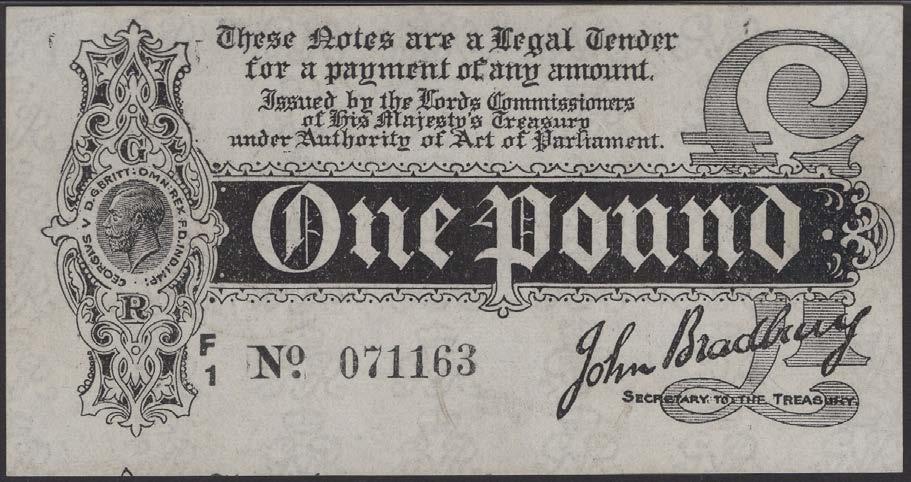 These Notes are a Legal Tender
for a payment of any amount.
Issued by the Lords Commissioners
of His Majesty's Treasury
under Authority of Act of Parliament.
£1
G
GEORGIVS V D.G.BRITT:OMN:REX F.D.IND:IMP:
R
One Pound
F
1
No. 071163
John Bradbury
SECRETARY TO THE TREASURY.